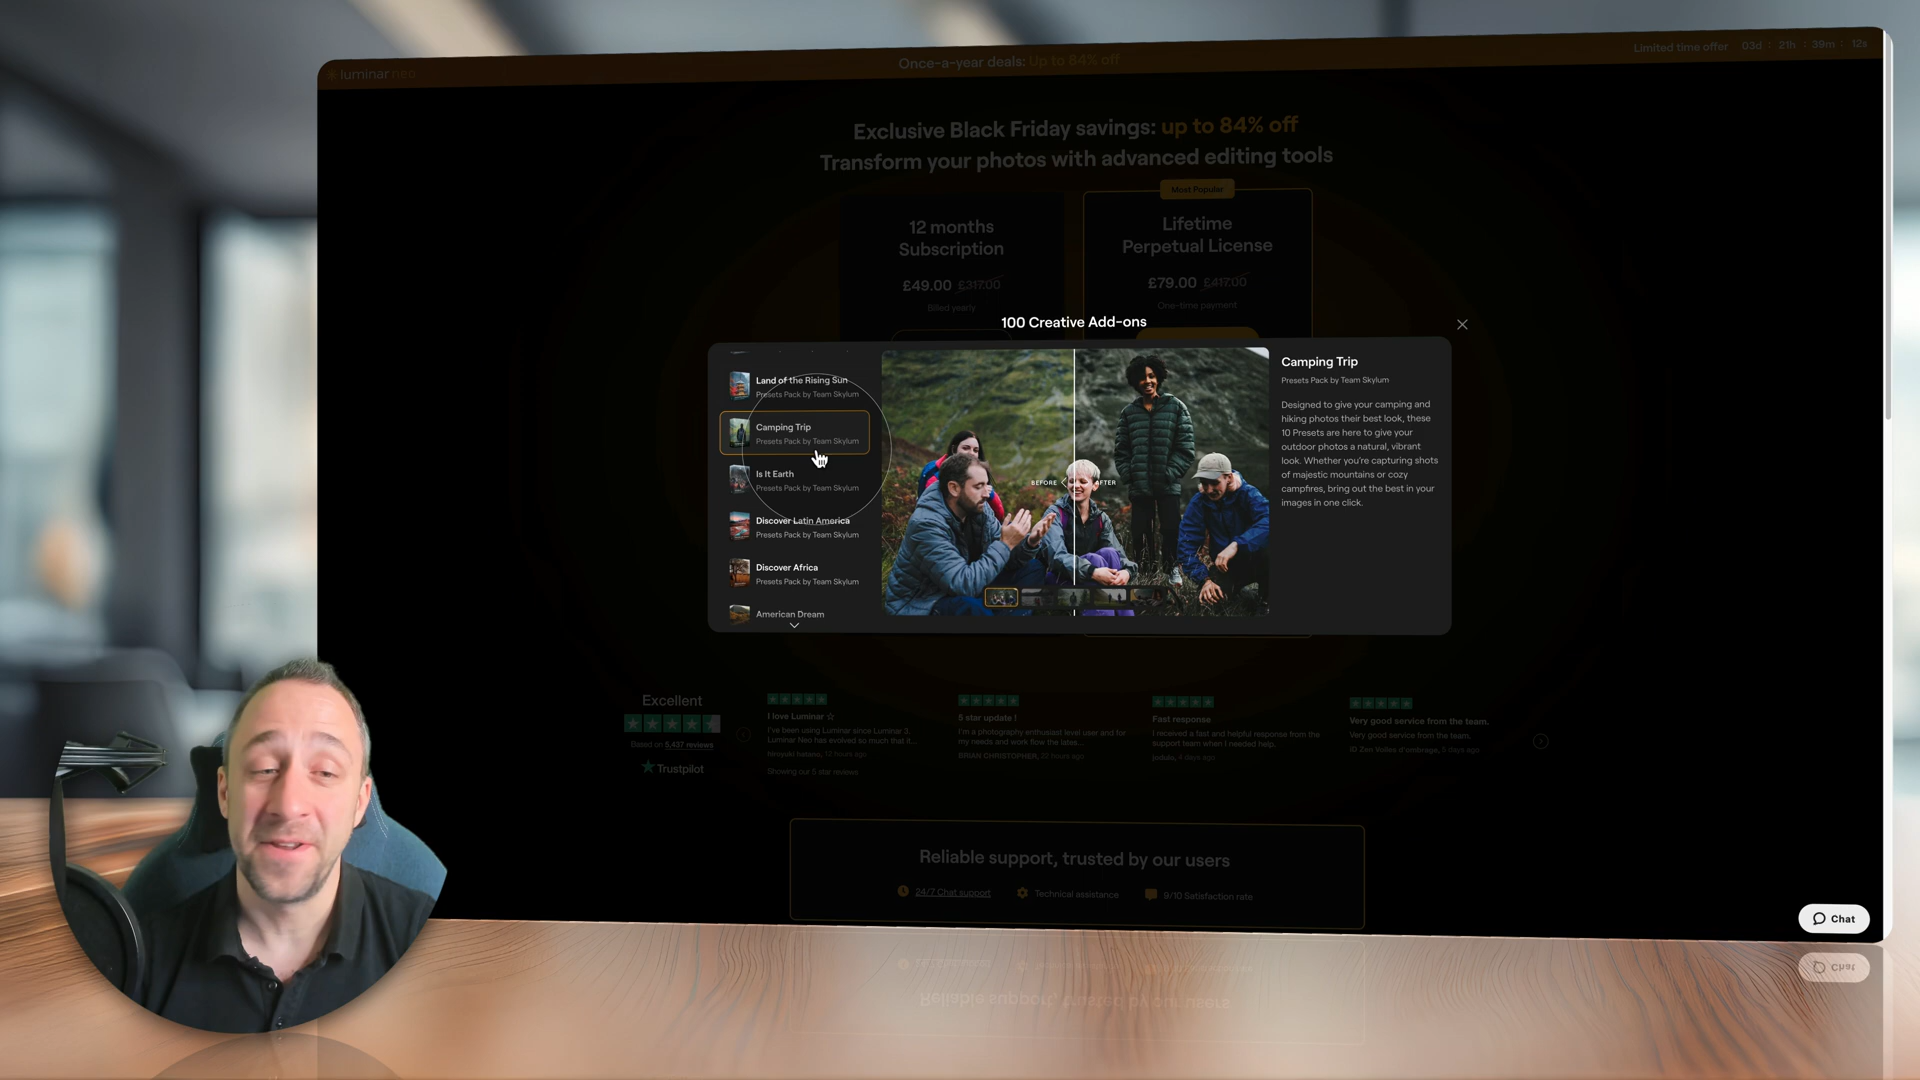 luminar neo
Once-a-year deals: Up to 84% off
Limited time offer 03d : 21h : 39m : 12s
Exclusive Black Friday savings: up to 84% off
Transform your photos with advanced editing tools
Most Popular
12 months
Subscription
£49.00 £317.00
Billed yearly
Lifetime
Perpetual License
£79.00 £417.00
One-time payment
100 Creative Add-ons
Land of the Rising Sun
Presets Pack by Team Skylum
Camping Trip
Presets Pack by Team Skylum
Is It Earth
Presets Pack by Team Skylum
Discover Latin America
Presets Pack by Team Skylum
Discover Africa
Presets Pack by Team Skylum
American Dream
BEFORE
AFTER
Camping Trip
Presets Pack by Team Skylum
Designed to give your camping and
hiking photos their best look, these
10 Presets are here to give your
outdoor photos a natural, vibrant
look. Whether you're capturing shots
of majestic mountains or cozy
campfires, bring out the best in your
images in one click.
Excellent
Based on 5,437 reviews
Trustpilot
I love Luminar ☆
I've been using Luminar since Luminar 3.
Luminar Neo has evolved so much that it...
hiroyuki hatano, 12 hours ago
Showing our 5 star reviews
5 star update !
I'm a photography enthusiast level user and for
my needs and work flow the latest...
BRIAN CHRISTOPHER, 22 hours ago
Fast response
I received a fast and helpful response from the
support team when I needed help.
jodulo, 4 days ago
Very good service from the team.
Very good service from the team.
iD Zen Voiles d'ombrage, 5 days ago
Reliable support, trusted by our users
24/7 Chat support
Technical assistance
9/10 Satisfaction rate
Chat